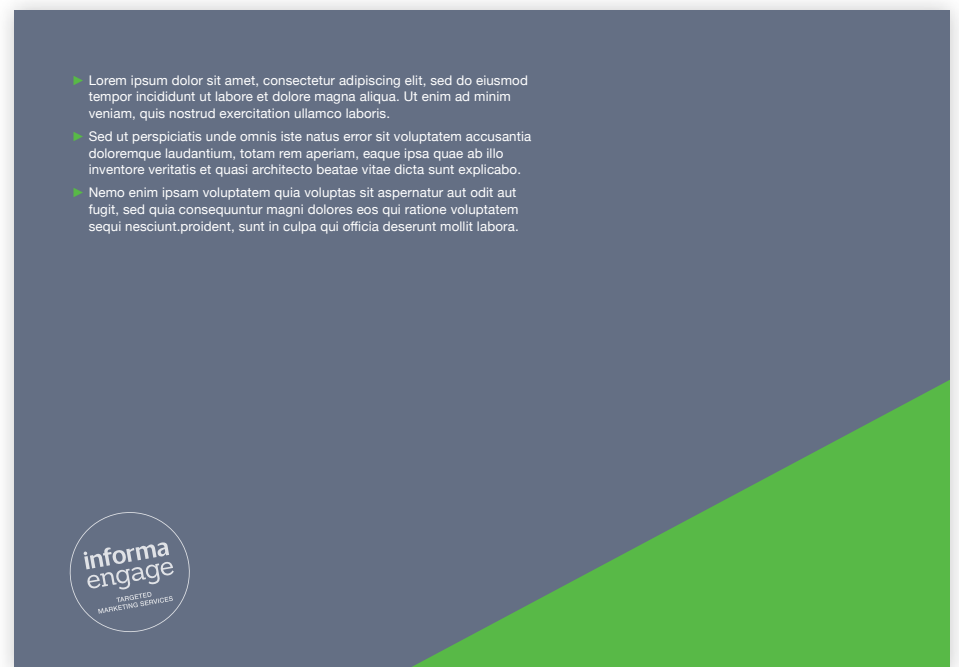 ► Lorem ipsum dolor sit amet, consectetur adipiscing elit, sed do eiusmod
tempor incididunt ut labore et dolore magna aliqua. Ut enim ad minim
veniam, quis nostrud exercitation ullamco laboris.
► Sed ut perspiciatis unde omnis iste natus error sit voluptatem accusantia
doloremque laudantium, totam rem aperiam, eaque ipsa quae ab illo
inventore veritatis et quasi architecto beatae vitae dicta sunt explicabo.
► Nemo enim ipsam voluptatem quia voluptas sit aspernatur aut odit aut
fugit, sed quia consequuntur magni dolores eos qui ratione voluptatem
sequi nesciunt.proident, sunt in culpa qui officia deserunt mollit labora.
informa
engage
TARGETED
MARKETING SERVICES